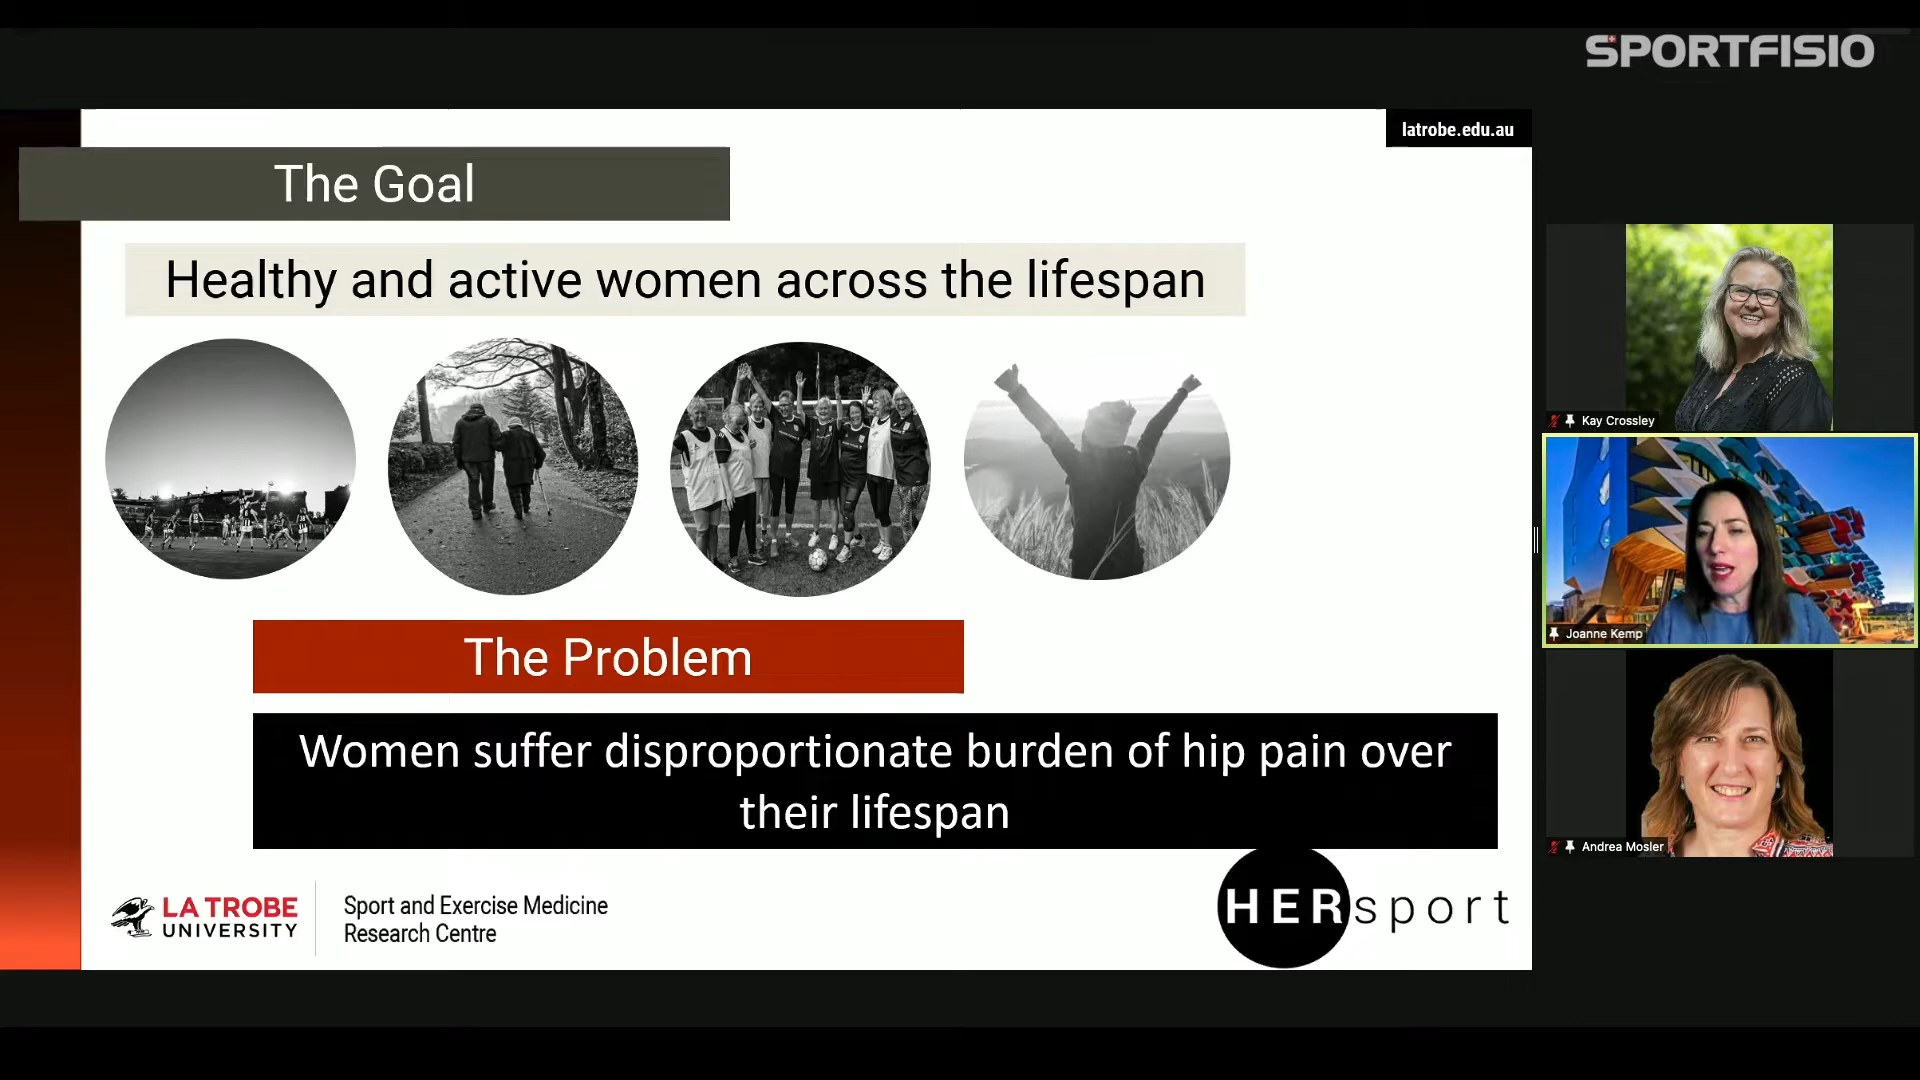 SPORTFISIO
latrobe.edu.au
The Goal
Healthy and active women across the lifespan
The Problem
Women suffer disproportionate burden of hip pain over
their lifespan
LA TROBE
UNIVERSITY
Sport and Exercise Medicine
Research Centre
HERsport
Kay Crossley
Joanne Kemp
Andrea Mosler